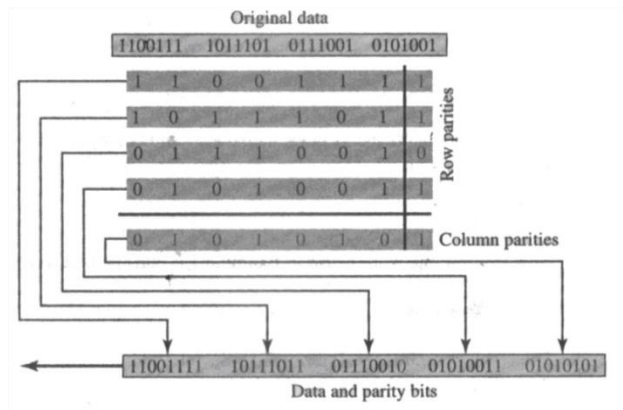 Original data
1100111 1011101 0111001 0101001
1 1 0 0 1 1 1 1
1 0 1 1 1 0 1 1
0 1 1 1 0 0 1 0
0 1 0 1 0 0 1 1
Row parities
0 1 0 1 0 1 0 1 Column parities
11001111 10111011 01110010 01010011 01010101
Data and parity bits